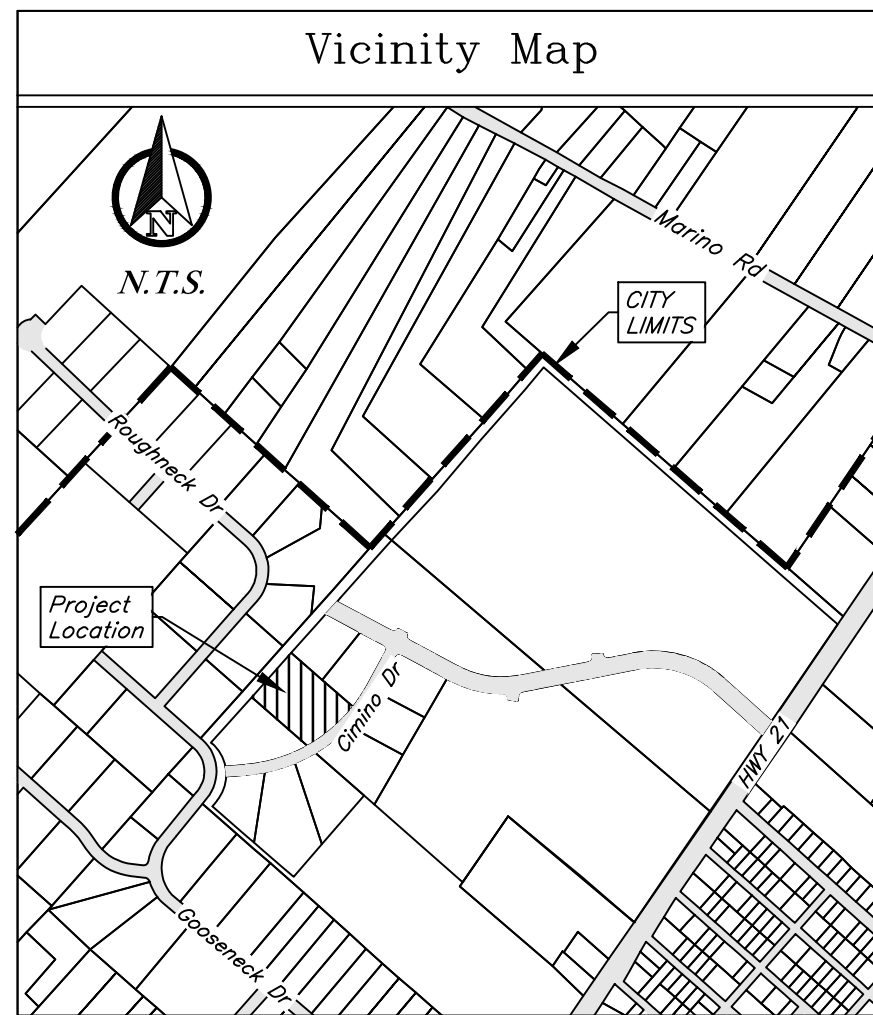 Vicinity Map
N
N.T.S.
Marino Rd
CITY
LIMITS
Roughneck Dr
Project
Location
Cimino Dr
HWY 21
Gooseneck Dr